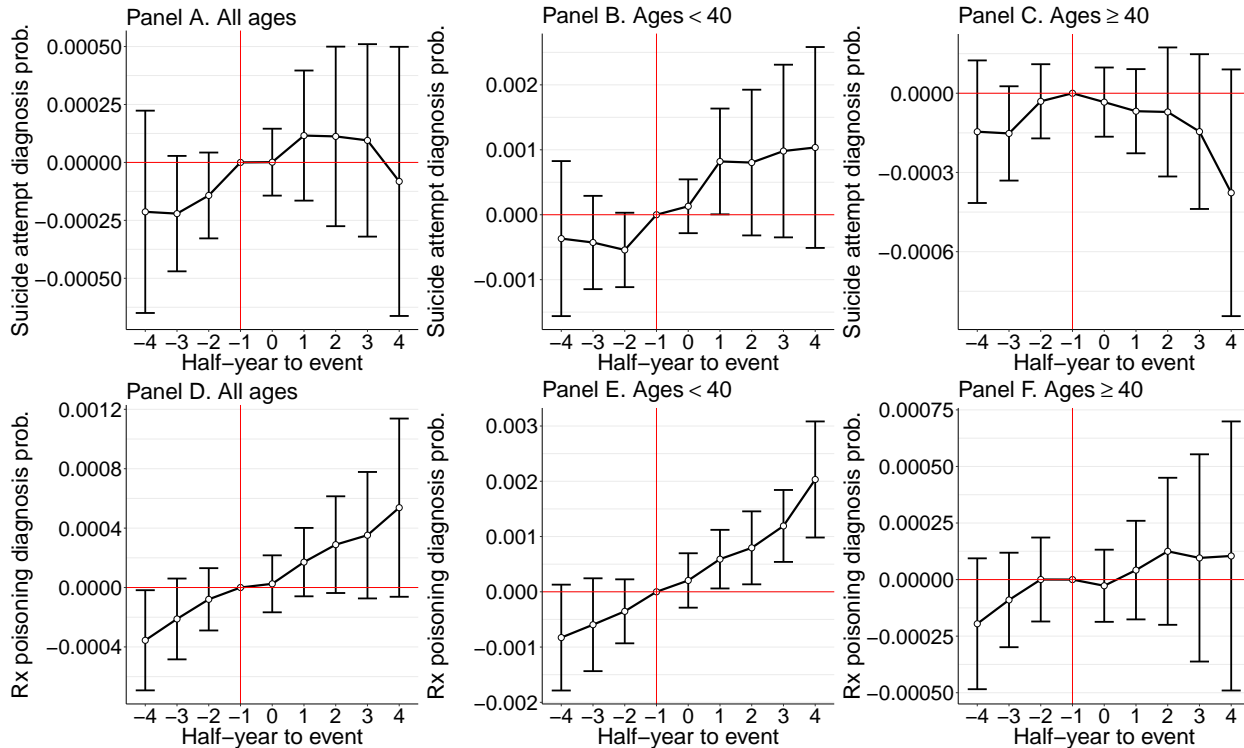 Panel A. All ages
Suicide attempt diagnosis prob.
0.00050
0.00025
0.00000
−0.00025
−0.00050
−4 −3 −2 −1 0 1 2 3 4
Half−year to event
Panel B. Ages < 40
Suicide attempt diagnosis prob.
0.002
0.001
0.000
−0.001
−4 −3 −2 −1 0 1 2 3 4
Half−year to event
Panel C. Ages ≥ 40
Suicide attempt diagnosis prob.
0.0000
−0.0003
−0.0006
−4 −3 −2 −1 0 1 2 3 4
Half−year to event
Panel D. All ages
Rx poisoning diagnosis prob.
0.0012
0.0008
0.0004
0.0000
−0.0004
−4 −3 −2 −1 0 1 2 3 4
Half−year to event
Panel E. Ages < 40
Rx poisoning diagnosis prob.
0.003
0.002
0.001
0.000
−0.001
−0.002
−4 −3 −2 −1 0 1 2 3 4
Half−year to event
Panel F. Ages ≥ 40
Rx poisoning diagnosis prob.
0.00075
0.00050
0.00025
0.00000
−0.00025
−0.00050
−4 −3 −2 −1 0 1 2 3 4
Half−year to event